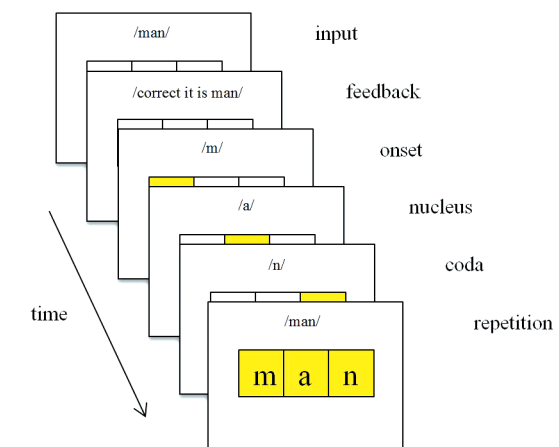 /man/ input
/correct it is man/ feedback
/m/ onset
/a/ nucleus
/n/ coda
time
/man/ repetition
m a n